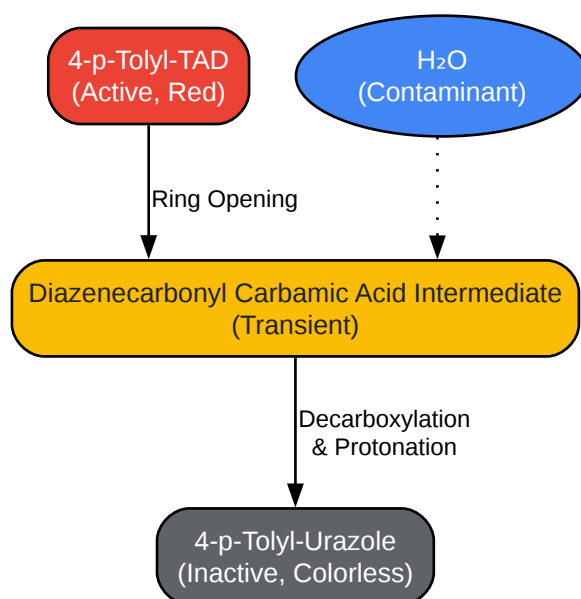 4-p-Tolyl-TAD
(Active, Red)
H₂O
(Contaminant)
Ring Opening
Diazenecarbonyl Carbamic Acid Intermediate
(Transient)
Decarboxylation
& Protonation
4-p-Tolyl-Urazole
(Inactive, Colorless)